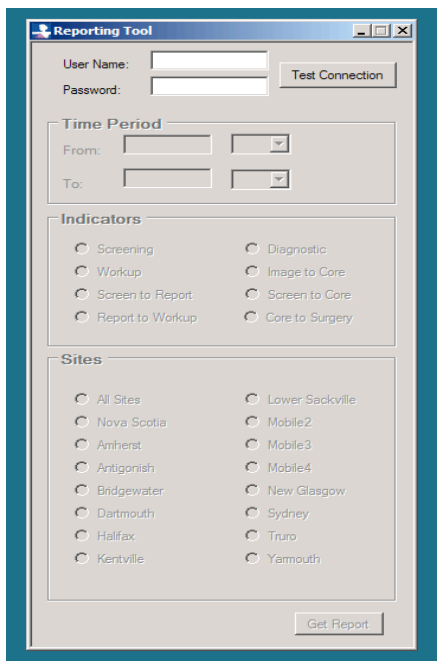 Reporting Tool
User Name:
Test Connection
Password:
Time Period
From:
To:
Indicators
Screening Diagnostic
Workup Image to Core
Screen to Report Screen to Core
Report to Workup Core to Surgery
Sites
All Sites Lower Sackville
Nova Scotia Mobile2
Amherst Mobile3
Antigonish Mobile4
Bridgewater New Glasgow
Dartmouth Sydney
Halifax Truro
Kentville Yarmouth
Get Report